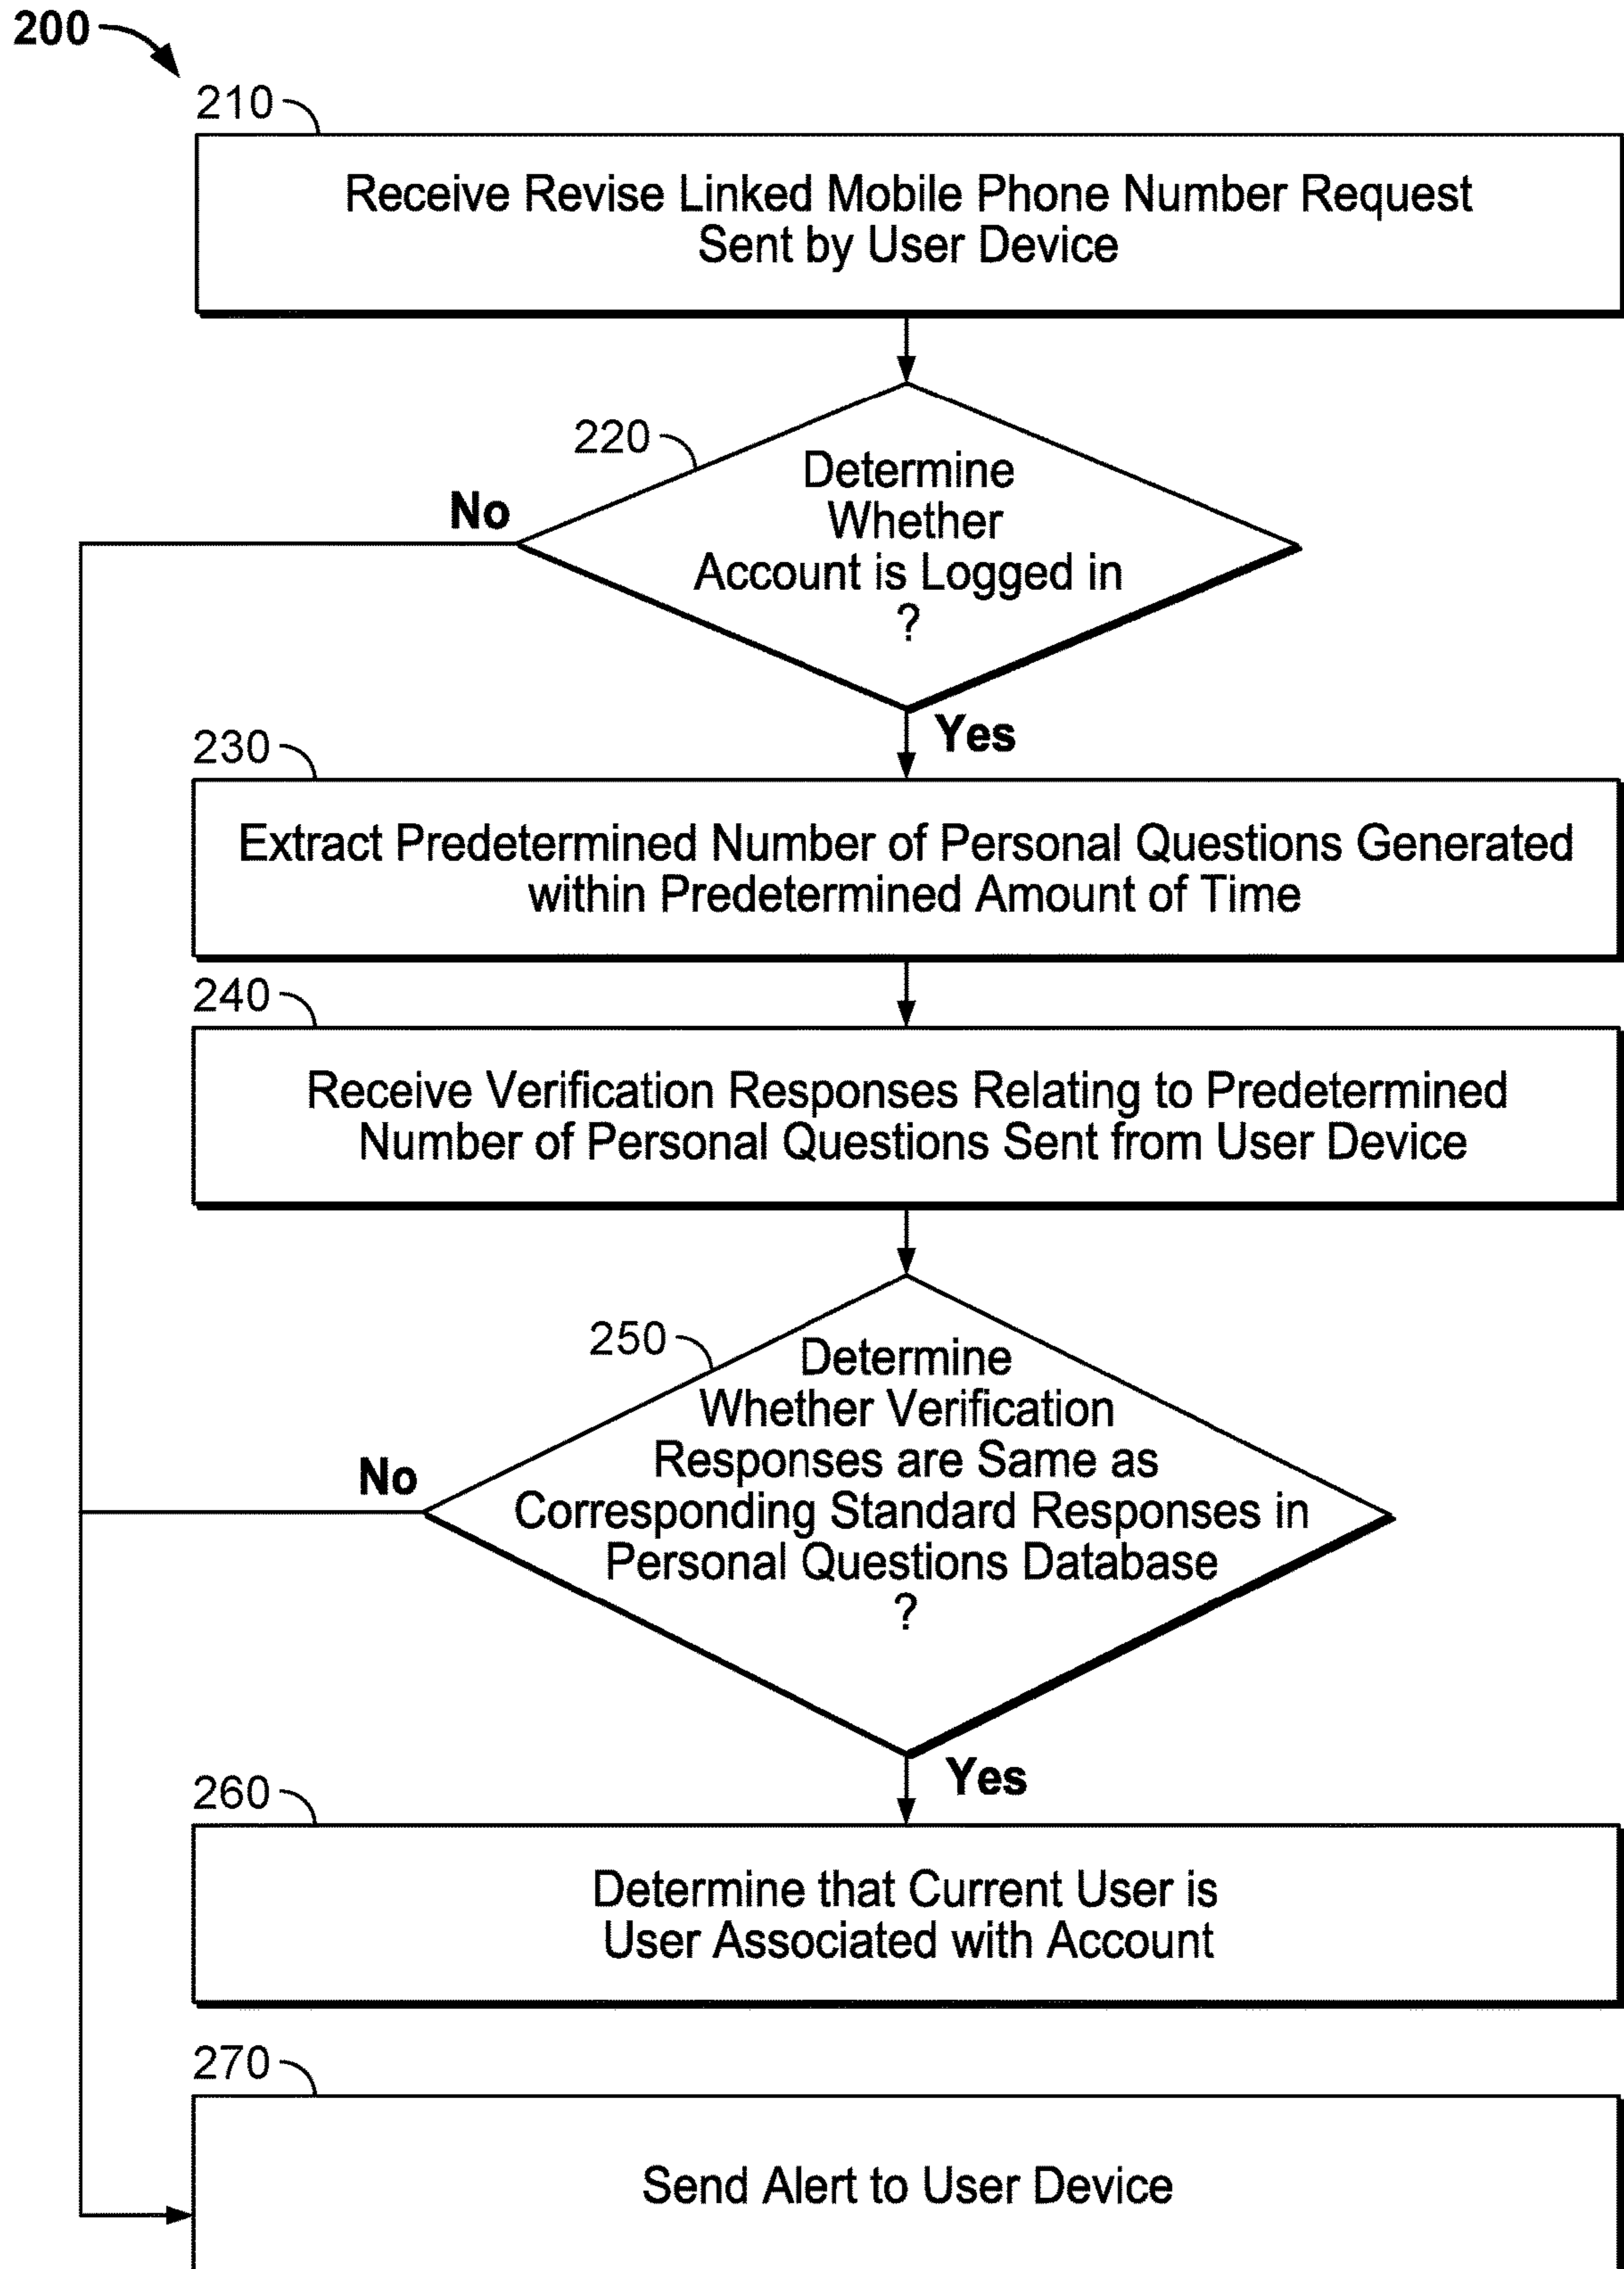 200
210
Receive Revise Linked Mobile Phone Number Request
Sent by User Device
220
Determine
Whether
Account is Logged in
?
No
Yes
230
Extract Predetermined Number of Personal Questions Generated
within Predetermined Amount of Time
240
Receive Verification Responses Relating to Predetermined
Number of Personal Questions Sent from User Device
250
Determine
Whether Verification
Responses are Same as
Corresponding Standard Responses in
Personal Questions Database
?
No
Yes
260
Determine that Current User is
User Associated with Account
270
Send Alert to User Device